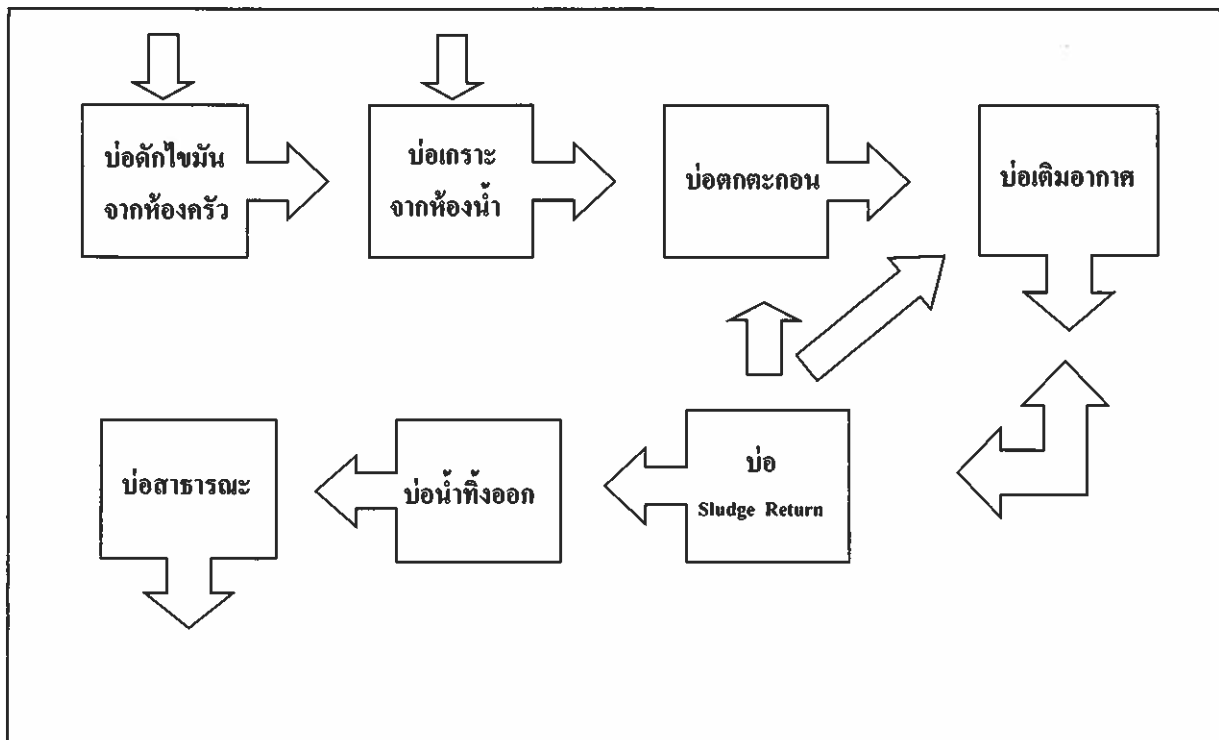 บ่อดักไขมัน
จากห้องครัว
บ่อเกราะ
จากห้องน้ำ
บ่อตกตะกอน
บ่อเติมอากาศ
บ่อสาธารณะ
บ่อน้ำทิ้งออก
บ่อ
Sludge Return